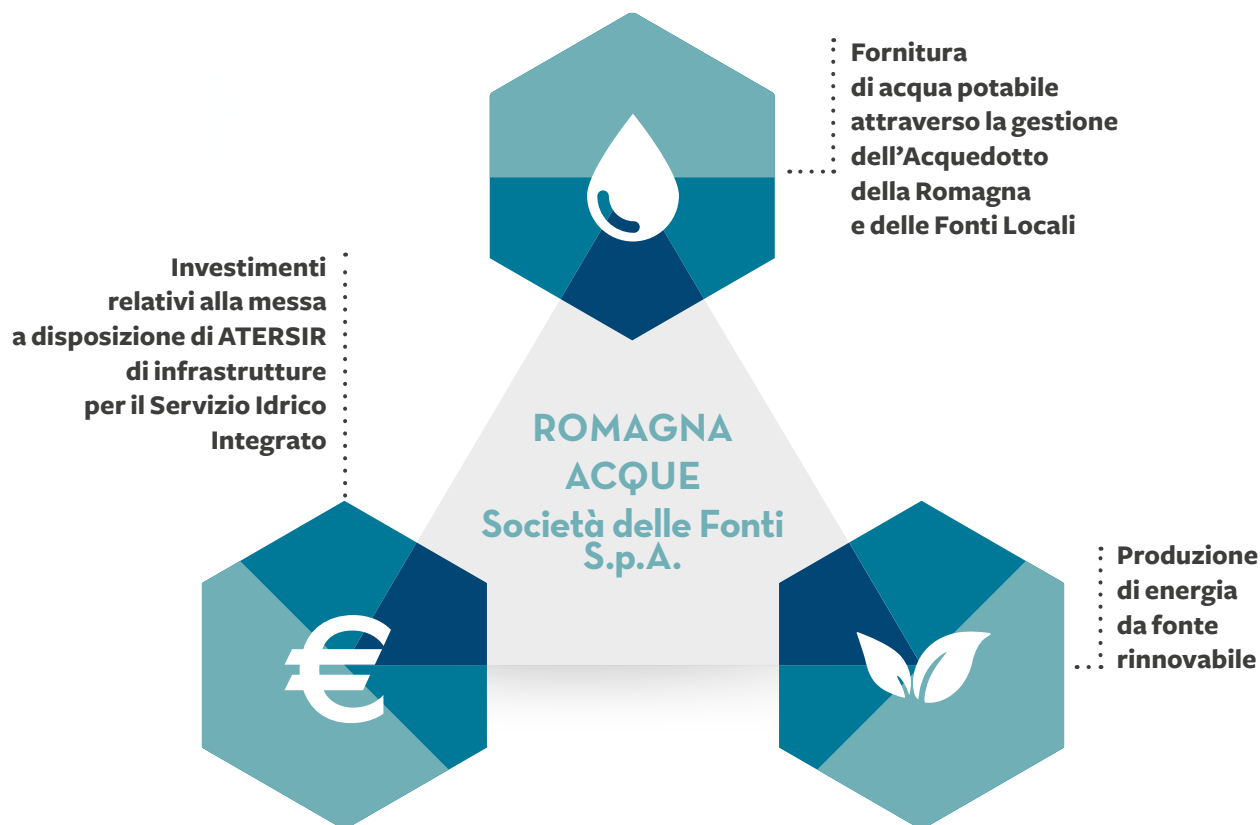 Fornitura
di acqua potabile
attraverso la gestione
dell’Acquedotto
della Romagna
e delle Fonti Locali
Investimenti
relativi alla messa
a disposizione di ATERSIR
di infrastrutture
per il Servizio Idrico
Integrato
ROMAGNA
ACQUE
Società delle Fonti
S.p.A.
Produzione
di energia
da fonte
rinnovabile
€